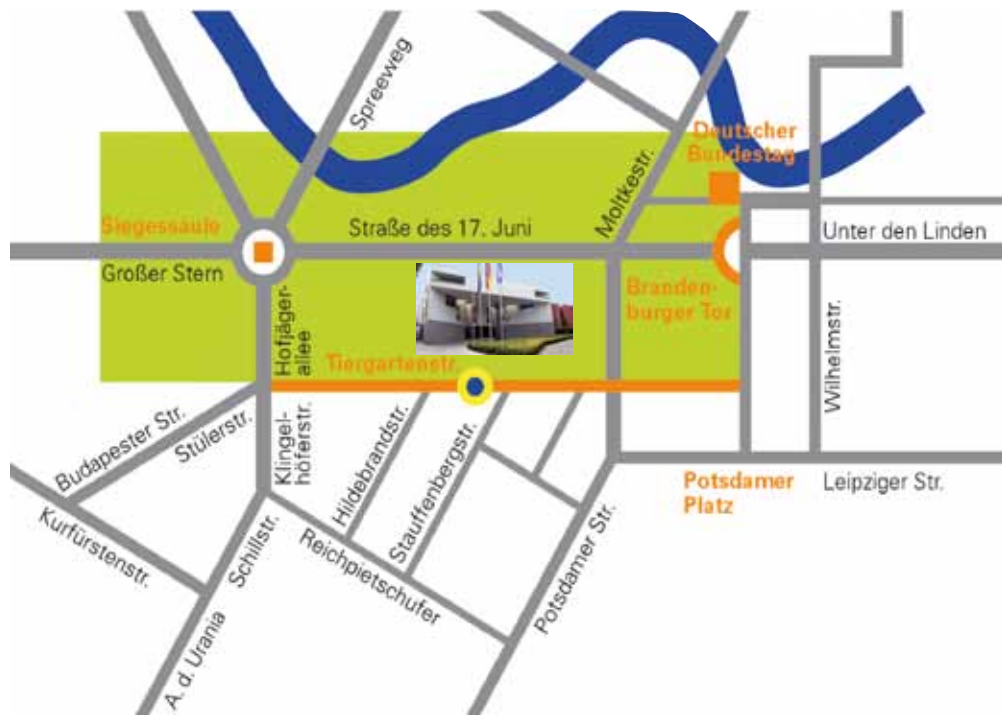 Spreeweg
Deutscher
Bundestag
Moltkestr.
Siegessäule
Straße des 17. Juni
Unter den Linden
Großer Stern
Branden-
burger Tor
Hofjäger-
allee
Tiergartenstr.
Wilhelmstr.
Budapester Str.
Stülerstr.
Klingel-
höferstr.
Hildebrandstr.
Stauffenbergstr.
Potsdamer
Platz
Leipziger Str.
Kurfürstenstr.
Schillstr.
Reichpietschufer
Potsdamer Str.
A. d. Urania